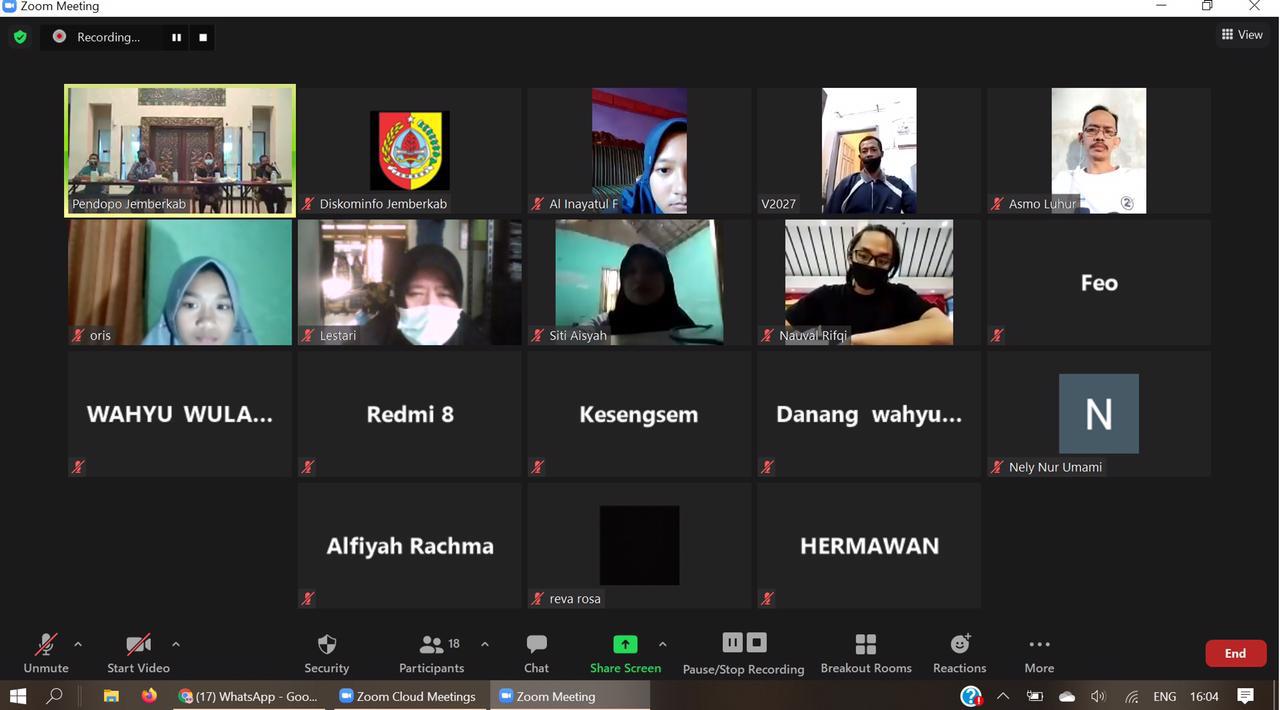 Zoom Meeting
Recording...
View
Pendopo Jemberkab
Diskominfo Jemberkab
Al Inayatul F
V2027
Asmo Luhur
2
oris
Lestari
Siti Aisyah
Nauval Rifqi
Feo
WAHYU WULA...
Redmi 8
Kesengsem
Danang wahyu...
N
Nely Nur Umami
Alfiyah Rachma
reva rosa
HERMAWAN
18
Unmute
Start Video
Security
Participants
Chat
Share Screen
Pause/Stop Recording
Breakout Rooms
Reactions
More
End
(17) WhatsApp - Goo...
Zoom Cloud Meetings
Zoom Meeting
ENG
16:04